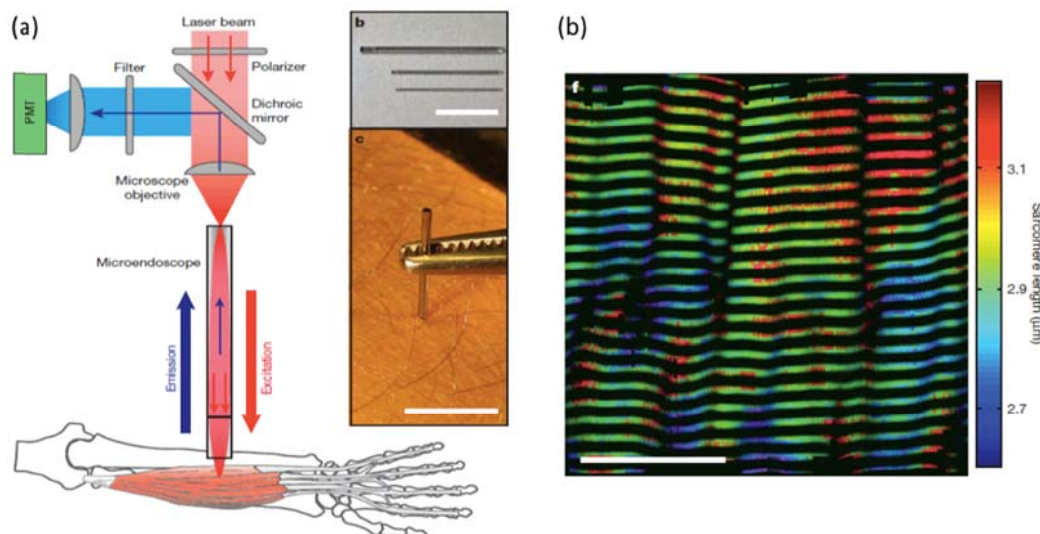 (a)
Laser beam
Polarizer
Filter
Dichroic
mirror
PMT
Microscope
objective
Microendoscope
Emission
Excitation
b
c
(b)
f
3.1
2.9
2.7
Sarcomere length (µm)